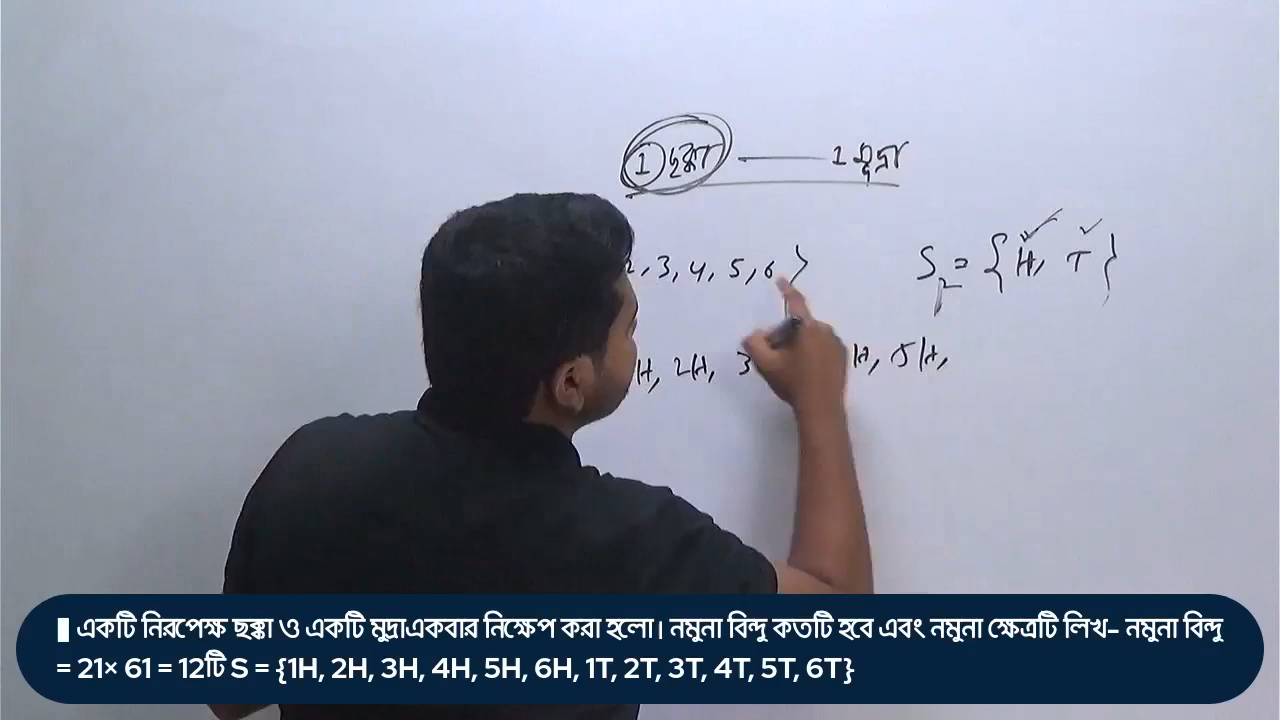 1 ছক্কা — 1 মুদ্রা
2, 3, 4, 5, 6 } S₂ = { H, T }
H, 2H, 3 H, 5H,
একটি নিরপেক্ষ ছক্কা ও একটি মুদ্রাএকবার নিক্ষেপ করা হলো। নমুনা বিন্দু কতটি হবে এবং নমুনা ক্ষেত্রটি লিখ- নমুনা বিন্দু
= 21× 61 = 12টি S = {1H, 2H, 3H, 4H, 5H, 6H, 1T, 2T, 3T, 4T, 5T, 6T}